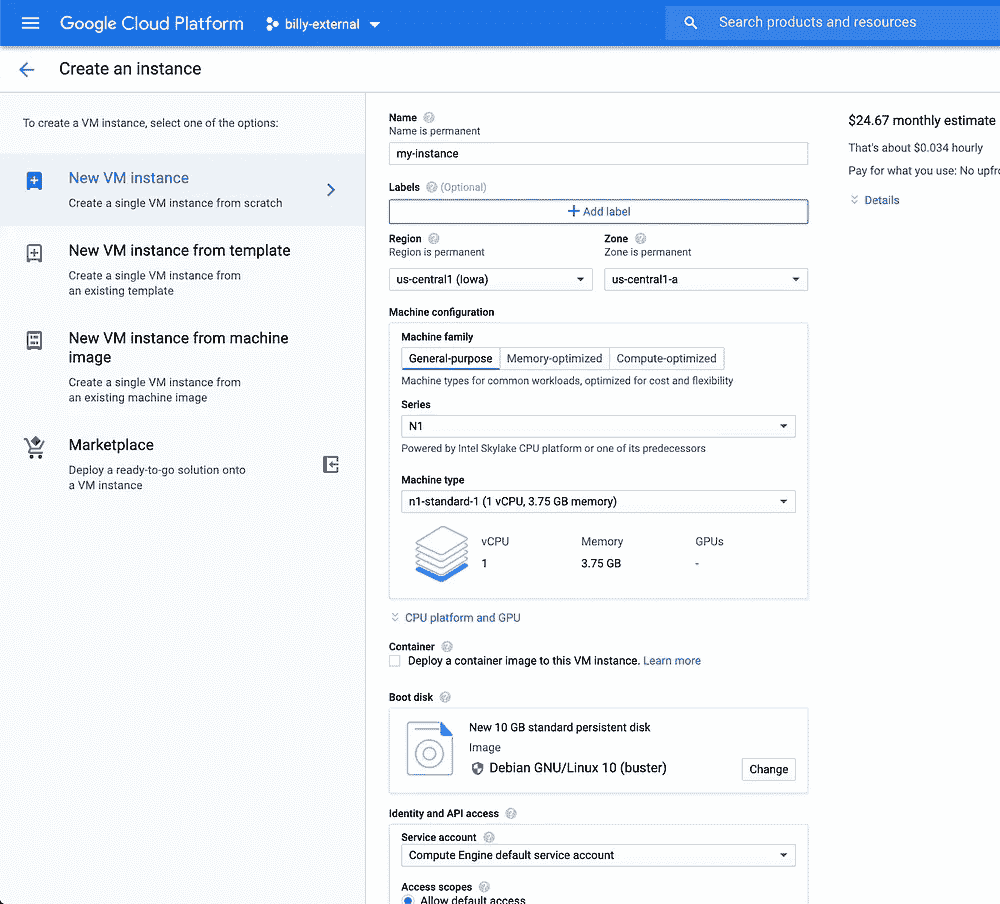 Google Cloud Platform
billy-external
Search products and resources
Create an instance
To create a VM instance, select one of the options:
New VM instance
Create a single VM instance from scratch
New VM instance from template
Create a single VM instance from
an existing template
New VM instance from machine
image
Create a single VM instance from
an existing machine image
Marketplace
Deploy a ready-to-go solution onto
a VM instance
Name
Name is permanent
my-instance
Labels (Optional)
Add label
Region
Region is permanent
us-central1 (Iowa)
Zone
Zone is permanent
us-central1-a
Machine configuration
Machine family
General-purpose
Memory-optimized
Compute-optimized
Machine types for common workloads, optimized for cost and flexibility
Series
N1
Powered by Intel Skylake CPU platform or one of its predecessors
Machine type
n1-standard-1 (1 vCPU, 3.75 GB memory)
vCPU
1
Memory
3.75 GB
GPUs
-
CPU platform and GPU
Container
Deploy a container image to this VM instance. Learn more
Boot disk
New 10 GB standard persistent disk
Image
Debian GNU/Linux 10 (buster)
Change
Identity and API access
Service account
Compute Engine default service account
Access scopes
Allow default access
$24.67 monthly estimate
That's about $0.034 hourly
Pay for what you use: No upfro
Details